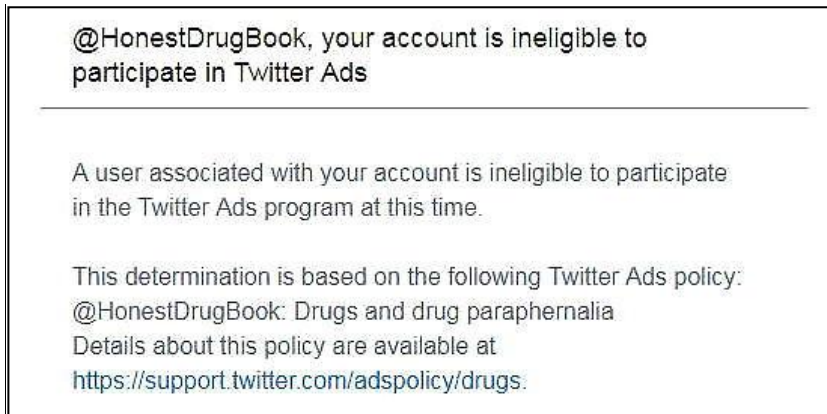 @HonestDrugBook, your account is ineligible to
participate in Twitter Ads
A user associated with your account is ineligible to participate
in the Twitter Ads program at this time.
This determination is based on the following Twitter Ads policy:
@HonestDrugBook: Drugs and drug paraphernalia
Details about this policy are available at
https://support.twitter.com/adspolicy/drugs.